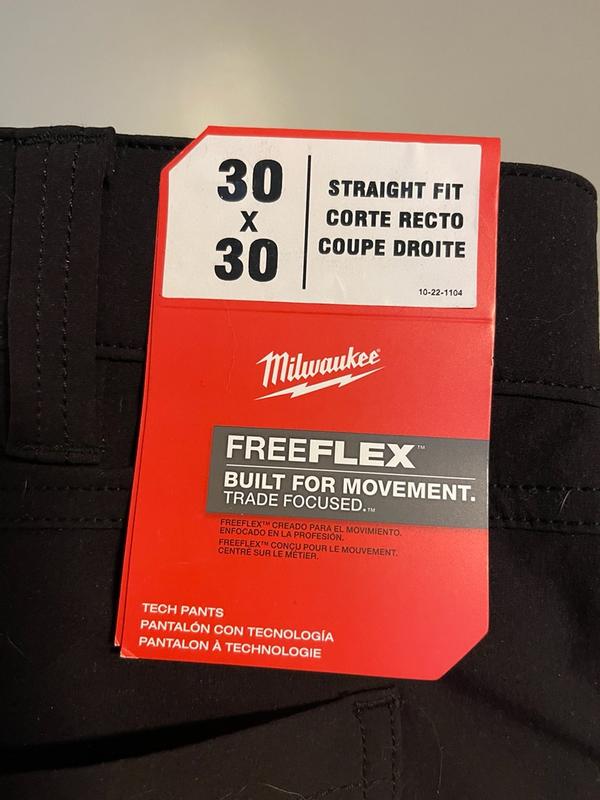 30
X
30
STRAIGHT FIT
CORTE RECTO
COUPE DROITE
10-22-1104
Milwaukee
FREEFLEX™
BUILT FOR MOVEMENT.
TRADE FOCUSED.™
FREEFLEX™ CREADO PARA EL MOVIMIENTO.
ENFOCADO EN LA PROFESIÓN.
FREEFLEX™ CONÇU POUR LE MOUVEMENT.
CENTRÉ SUR LE MÉTIER.
TECH PANTS
PANTALÓN CON TECNOLOGÍA
PANTALON À TECHNOLOGIE